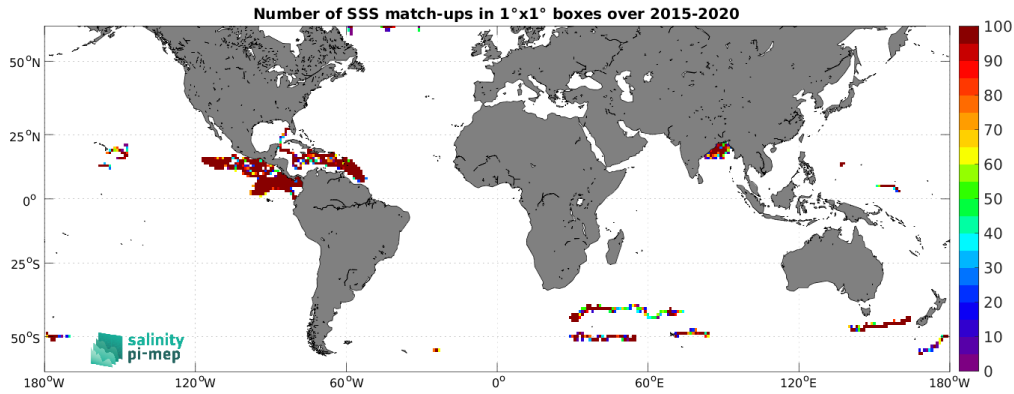 Number of SSS match-ups in 1°x1° boxes over 2015-2020
50°N
25°N
0°
25°S
50°S
180°W 120°W 60°W 0° 60°E 120°E 180°W
100
90
80
70
60
50
40
30
20
10
0
salinity
pi-mep